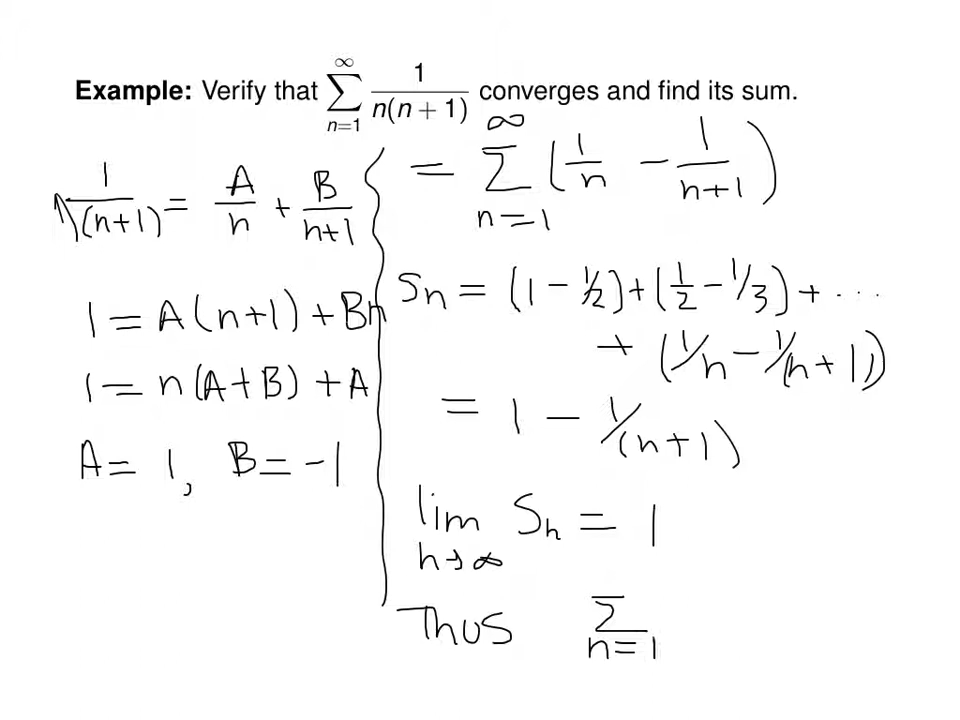 Example: Verify that ∞∑n=1 1/n(n + 1) converges and find its sum.
1/n(n+1) = A/n + B/n+1
1 = A(n+1) + Bn
1 = n(A+B) + A
A = 1, B = -1
= ∞∑n=1 (1/n - 1/n+1)
Sn = (1 - 1/2) + (1/2 - 1/3) + ...
+ (1/n - 1/(n+1))
= 1 - 1/(n+1)
lim n→∞ Sn = 1
Thus ∑n=1